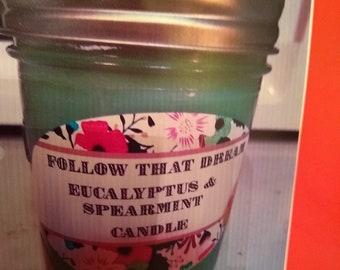 FOLLOW THAT DREAM
EUCALYPTUS &
SPEARMINT
CANDLE